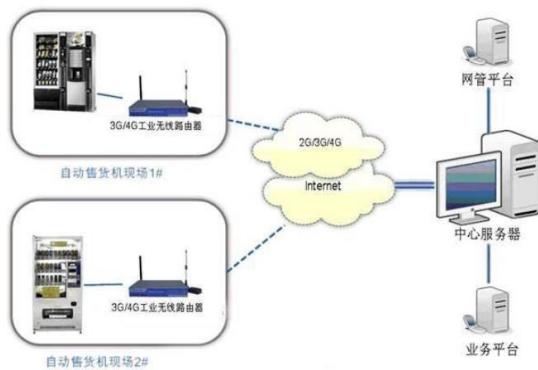 网管平台
3G/4G工业无线路由器
2G/3G/4G
自动售货机现场1#
Internet
中心服务器
3G/4G工业无线路由器
业务平台
自动售货机现场2#